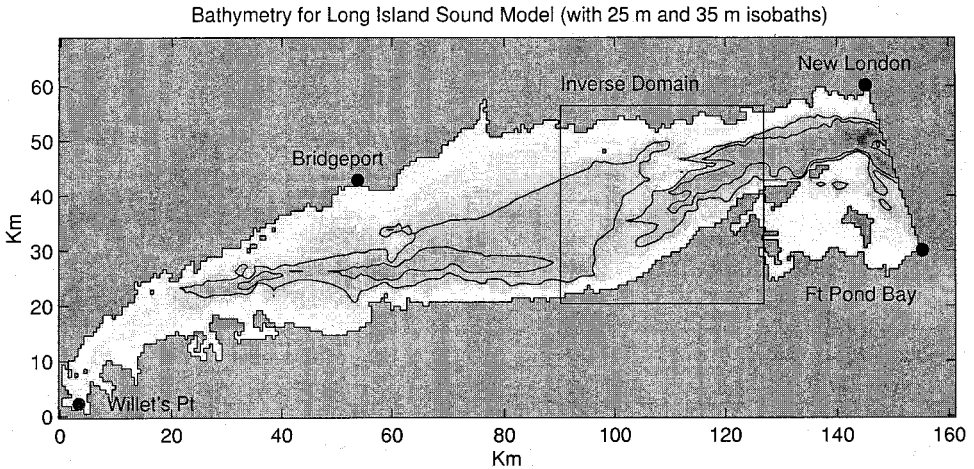 Bathymetry for Long Island Sound Model (with 25 m and 35 m isobaths)
New London
Inverse Domain
Bridgeport
Ft Pond Bay
Willet's Pt
Km
60
50
40
30
20
10
0
0 20 40 60 80 100 120 140 160
Km